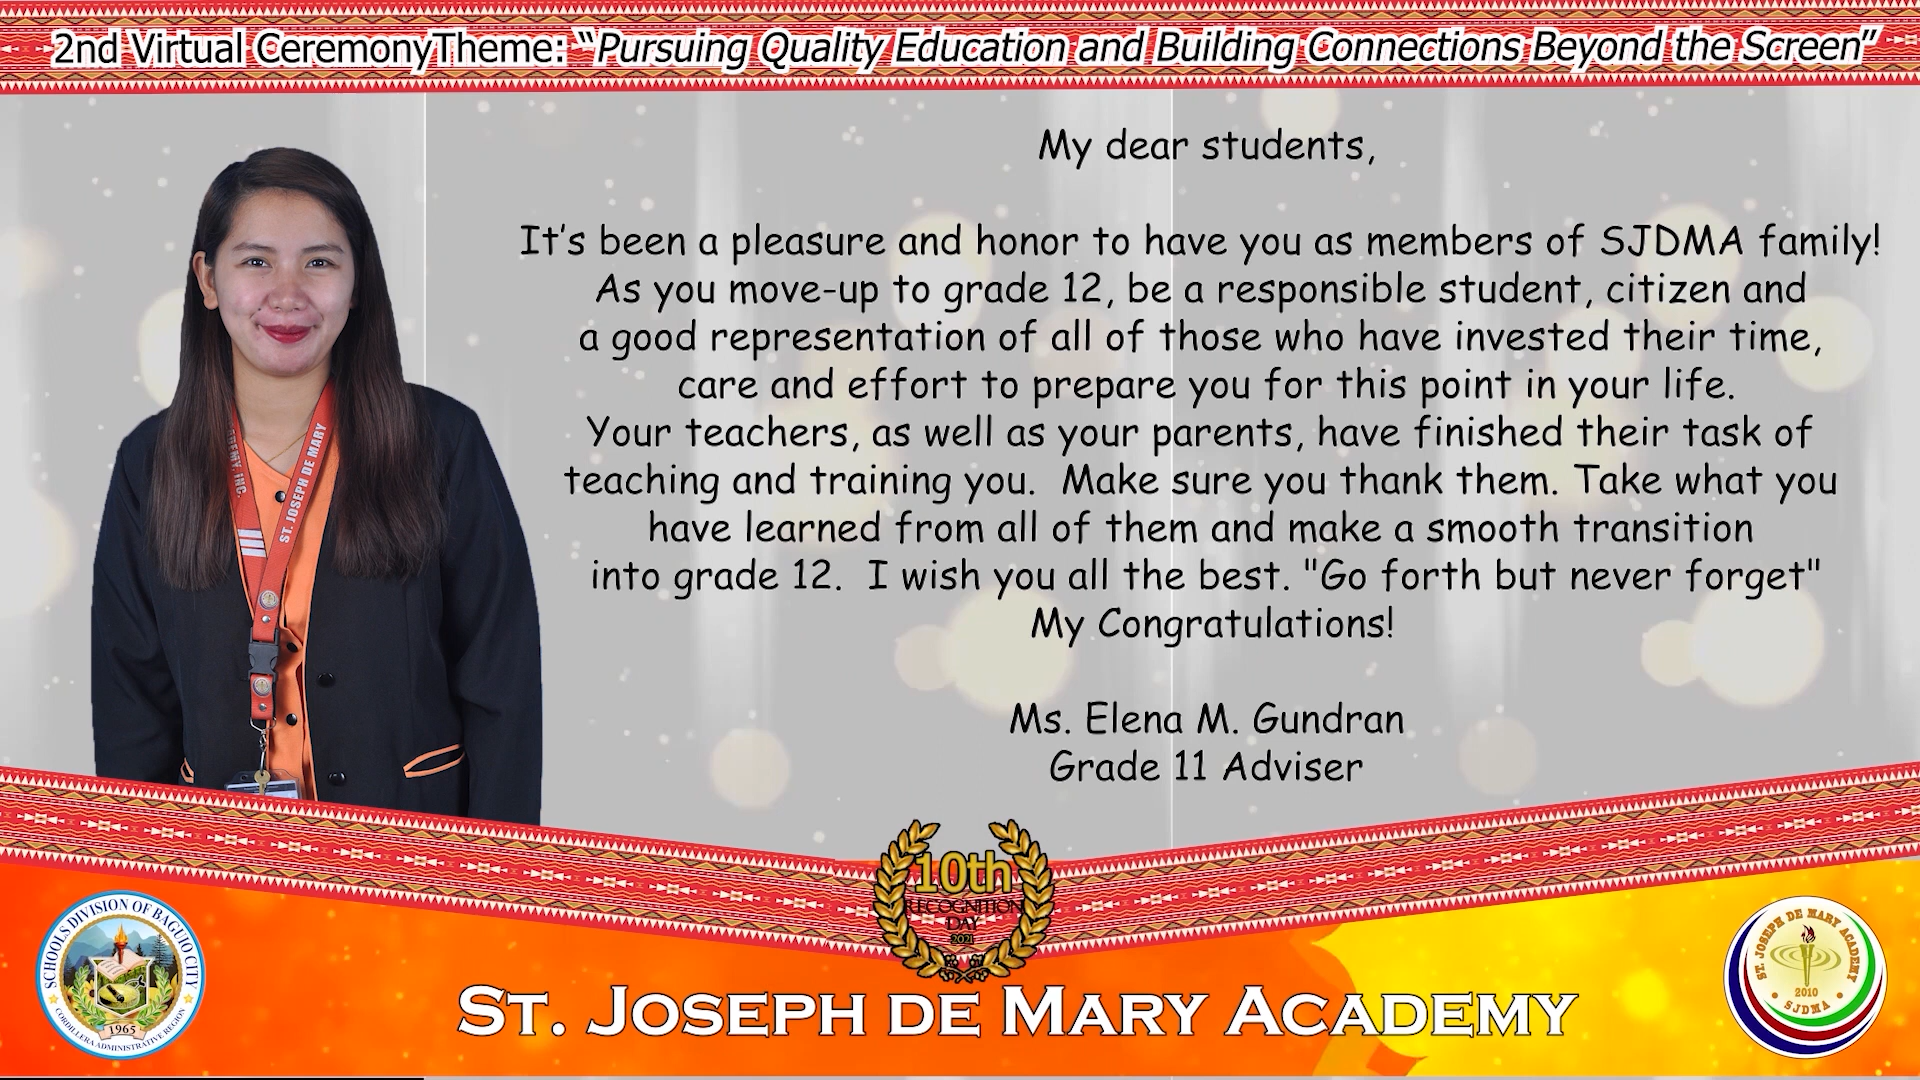 2nd Virtual CeremonyTheme: “Pursuing Quality Education and Building Connections Beyond the Screen”
My dear students,
It’s been a pleasure and honor to have you as members of SJDMA family!
As you move-up to grade 12, be a responsible student, citizen and
a good representation of all of those who have invested their time,
care and effort to prepare you for this point in your life.
Your teachers, as well as your parents, have finished their task of
teaching and training you.  Make sure you thank them. Take what you
have learned from all of them and make a smooth transition
into grade 12.  I wish you all the best. "Go forth but never forget"
My Congratulations!
Ms. Elena M. Gundran
Grade 11 Adviser
ST. JOSEPH DE MARY
INC.
10th
RECOGNITION
DAY
2021
SCHOOLS DIVISION OF BAGUIO CITY
1965
CORDILLERA ADMINISTRATIVE REGION
ST. JOSEPH DE MARY ACADEMY
ST. JOSEPH DE MARY ACADEMY
2010
SJDMA